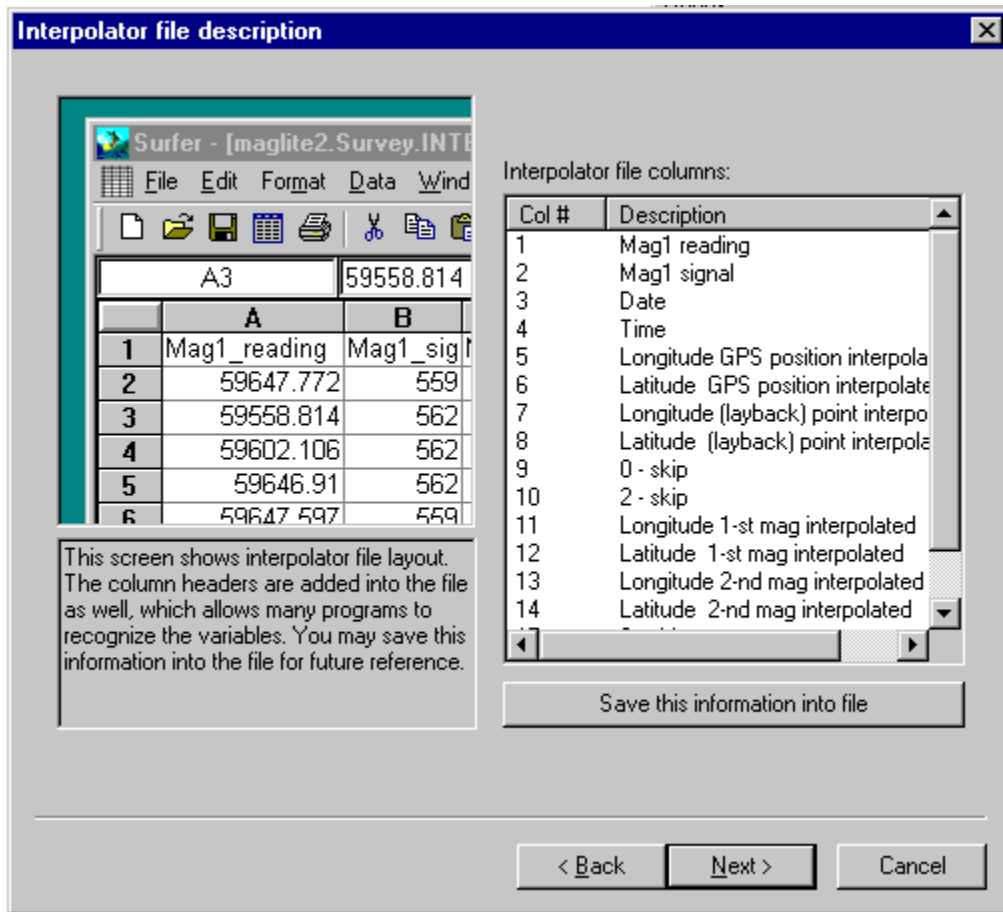 Interpolator file description
Surfer - [maglite2.Survey.INTE
File Edit Format Data Wind
A3 59558.814
A B
1 Mag1_reading Mag1_sig
2 59647.772 559
3 59558.814 562
4 59602.106 562
5 59646.91 562
6 59647.597 559
This screen shows interpolator file layout.
The column headers are added into the file
as well, which allows many programs to
recognize the variables. You may save this
information into the file for future reference.
Interpolator file columns:
Col # Description
1 Mag1 reading
2 Mag1 signal
3 Date
4 Time
5 Longitude GPS position interpola
6 Latitude GPS position interpolate
7 Longitude (layback) point interpo
8 Latitude (layback) point interpola
9 0 - skip
10 2 - skip
11 Longitude 1-st mag interpolated
12 Latitude 1-st mag interpolated
13 Longitude 2-nd mag interpolated
14 Latitude 2-nd mag interpolated
Save this information into file
< Back Next > Cancel